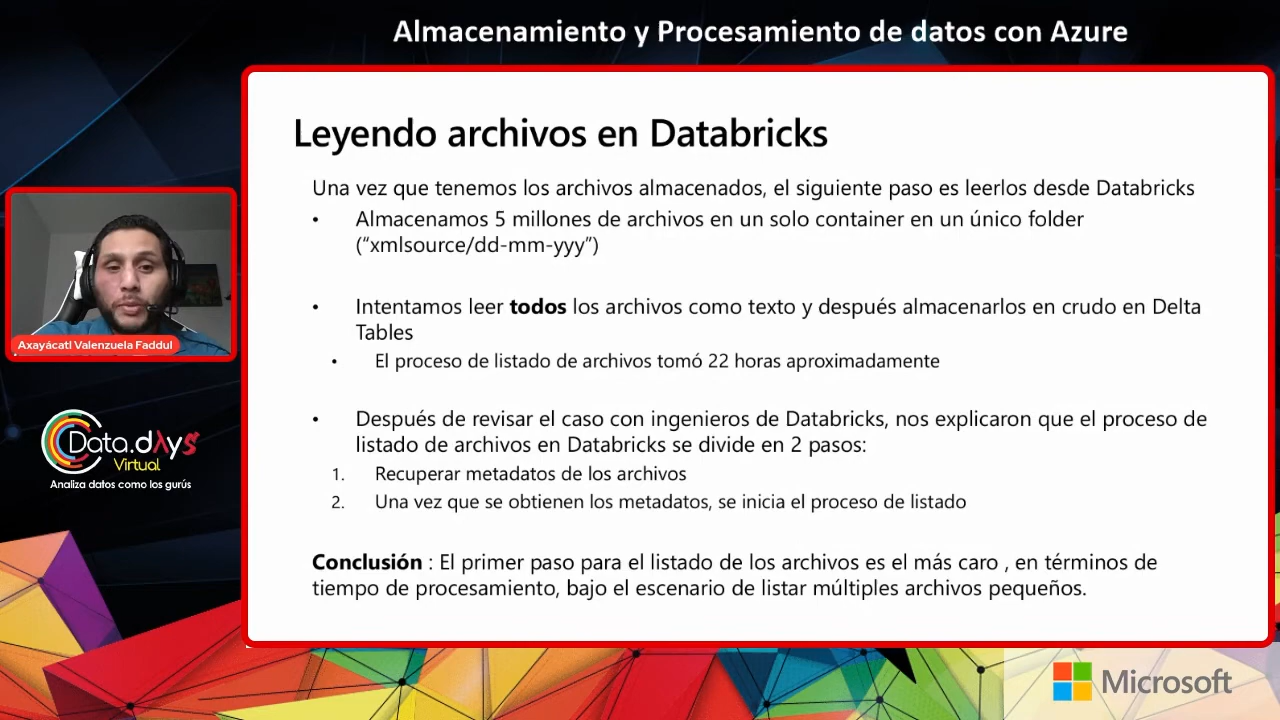 Almacenamiento y Procesamiento de datos con Azure
Leyendo archivos en Databricks
Una vez que tenemos los archivos almacenados, el siguiente paso es leerlos desde Databricks
• Almacenamos 5 millones de archivos en un solo container en un único folder
(“xmlsource/dd-mm-yyy”)
• Intentamos leer todos los archivos como texto y después almacenarlos en crudo en Delta
Tables
• El proceso de listado de archivos tomó 22 horas aproximadamente
• Después de revisar el caso con ingenieros de Databricks, nos explicaron que el proceso de
listado de archivos en Databricks se divide en 2 pasos:
1. Recuperar metadatos de los archivos
2. Una vez que se obtienen los metadatos, se inicia el proceso de listado
Conclusión : El primer paso para el listado de los archivos es el más caro , en términos de
tiempo de procesamiento, bajo el escenario de listar múltiples archivos pequeños.
Axayácatl Valenzuela Faddul
Data.dAys
Virtual
Analiza datos como los gurús
Microsoft